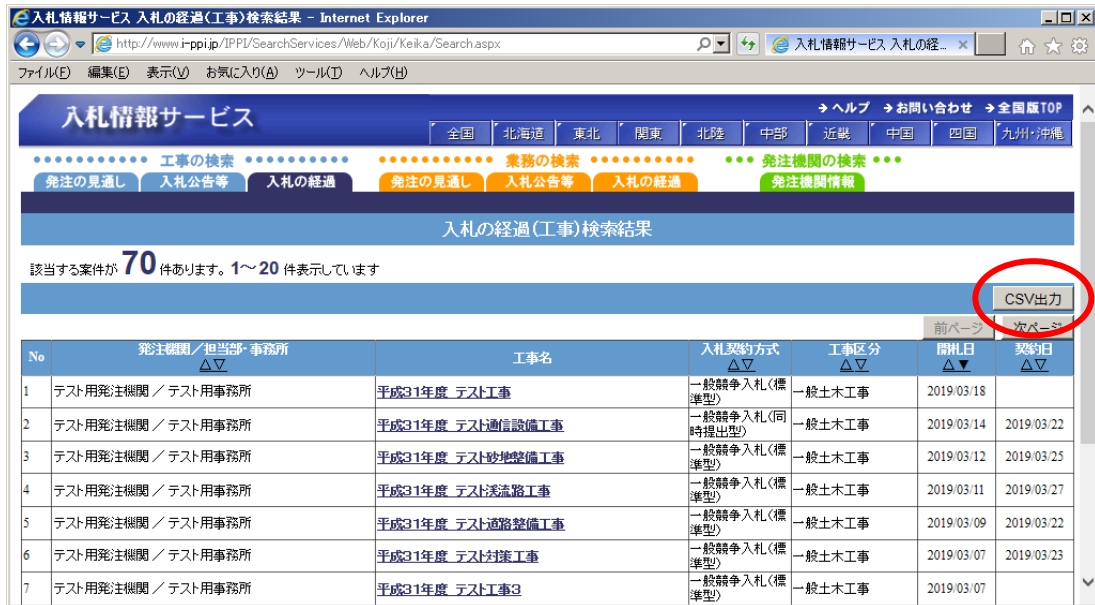 入札情報サービス 入札の経過(工事)検索結果 - Internet Explorer
http://www.i-ppi.jp/IPPI/SearchServices/Web/Koji/Keika/Search.aspx 入札情報サービス 入札の経...
ファイル(F) 編集(E) 表示(V) お気に入り(A) ツール(T) ヘルプ(H)
入札情報サービス
→ヘルプ →お問い合わせ →全国版TOP
全国 北海道 東北 関東 北陸 中部 近畿 中国 四国 九州・沖縄
工事の検索 業務の検索 発注機関の検索
発注の見通し 入札公告等 入札の経過 発注の見通し 入札公告等 入札の経過 発注機関情報
入札の経過(工事)検索結果
該当する案件が 70 件あります。1～20 件表示しています
CSV出力
前ページ 次ページ
No 発注機関／担当部・事務所 △▽ 工事名 入札契約方式 △▽ 工事区分 △▽ 開札日 △▼ 契約日 △▽
1 テスト用発注機関 ／ テスト用事務所 平成31年度 テスト工事 一般競争入札(標準型) 一般土木工事 2019/03/18
2 テスト用発注機関 ／ テスト用事務所 平成31年度 テスト通信設備工事 一般競争入札(同時提出型) 一般土木工事 2019/03/14 2019/03/22
3 テスト用発注機関 ／ テスト用事務所 平成31年度 テスト砂地整備工事 一般競争入札(標準型) 一般土木工事 2019/03/12 2019/03/25
4 テスト用発注機関 ／ テスト用事務所 平成31年度 テスト渓流路工事 一般競争入札(標準型) 一般土木工事 2019/03/11 2019/03/27
5 テスト用発注機関 ／ テスト用事務所 平成31年度 テスト道路整備工事 一般競争入札(標準型) 一般土木工事 2019/03/09 2019/03/22
6 テスト用発注機関 ／ テスト用事務所 平成31年度 テスト対策工事 一般競争入札(標準型) 一般土木工事 2019/03/07 2019/03/23
7 テスト用発注機関 ／ テスト用事務所 平成31年度 テスト工事3 一般競争入札(標準型) 一般土木工事 2019/03/07